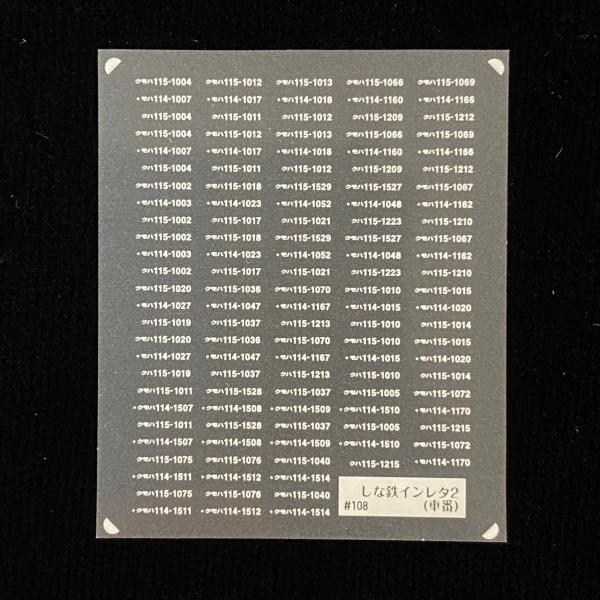 クモハ115-1004 クモハ115-1012 クモハ115-1013 クモハ115-1066 クモハ115-1069
•モハ114-1007 •モハ114-1017 •モハ114-1018 •モハ114-1160 •モハ114-1166
クハ115-1004 クハ115-1011 クハ115-1012 クハ115-1209 クハ115-1212
クモハ115-1004 クモハ115-1012 クモハ115-1013 クモハ115-1066 クモハ115-1069
•モハ114-1007 •モハ114-1017 •モハ114-1018 •モハ114-1160 •モハ114-1166
クハ115-1004 クハ115-1011 クハ115-1012 クハ115-1209 クハ115-1212
クモハ115-1002 クモハ115-1018 クモハ115-1529 クモハ115-1527 クモハ115-1067
•モハ114-1003 •モハ114-1023 •モハ114-1052 •モハ114-1048 •モハ114-1162
クハ115-1002 クハ115-1017 クハ115-1021 クハ115-1223 クハ115-1210
クモハ115-1002 クモハ115-1018 クモハ115-1529 クモハ115-1527 クモハ115-1067
•モハ114-1003 •モハ114-1023 •モハ114-1052 •モハ114-1048 •モハ114-1162
クハ115-1002 クハ115-1017 クハ115-1021 クハ115-1223 クハ115-1210
クモハ115-1020 クモハ115-1036 クモハ115-1070 クモハ115-1010 クモハ115-1015
•モハ114-1027 •モハ114-1047 •モハ114-1167 •モハ114-1015 •モハ114-1020
クハ115-1019 クハ115-1037 クハ115-1213 クハ115-1010 クハ115-1014
クモハ115-1020 クモハ115-1036 クモハ115-1070 クモハ115-1010 クモハ115-1015
•モハ114-1027 •モハ114-1047 •モハ114-1167 •モハ114-1015 •モハ114-1020
クハ115-1019 クハ115-1037 クハ115-1213 クハ115-1010 クハ115-1014
クモハ115-1011 クモハ115-1528 クモハ115-1037 クモハ115-1005 クモハ115-1072
•クモハ114-1507 •クモハ114-1508 •クモハ114-1509 •クモハ114-1510 •モハ114-1170
クモハ115-1011 クモハ115-1528 クモハ115-1037 クモハ115-1005 クハ115-1215
•クモハ114-1507 •クモハ114-1508 •クモハ114-1509 •クモハ114-1510 クモハ115-1072
クモハ115-1075 クモハ115-1076 クモハ115-1040 クハ115-1215 •モハ114-1170
•クモハ114-1511 •クモハ114-1512 •クモハ114-1514
クモハ115-1075 クモハ115-1076 クモハ115-1040
•クモハ114-1511 •クモハ114-1512 •クモハ114-1514
しな鉄インレタ2
#108 (車番)